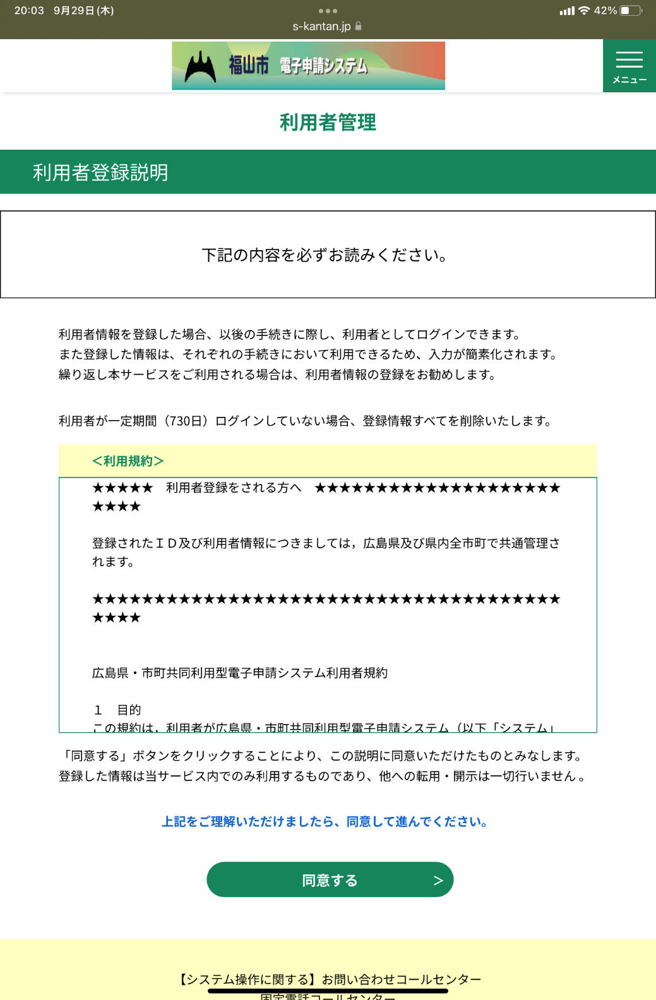 20:03 9月29日(木)
42%
s-kantan.jp
福山市 電子申請システム
メニュー
利用者管理
利用者登録説明
下記の内容を必ずお読みください。
利用者情報を登録した場合、以後の手続きに際し、利用者としてログインできます。
また登録した情報は、それぞれの手続きにおいて利用できるため、入力が簡素化されます。
繰り返し本サービスをご利用される場合は、利用者情報の登録をお勧めします。
利用者が一定期間（730日）ログインしていない場合、登録情報すべてを削除いたします。
＜利用規約＞
★★★★★　利用者登録をされる方へ　★★★★★★★★★★★★★★★★★★★★
★★★★
登録されたＩＤ及び利用者情報につきましては，広島県及び県内全市町で共通管理さ
れます。
★★★★★★★★★★★★★★★★★★★★★★★★★★★★★★★★★★★★★★
★★★★
広島県・市町共同利用型電子申請システム利用者規約
１　目的
この規約は，利用者が広島県・市町共同利用型電子申請システム（以下「システム」
「同意する」ボタンをクリックすることにより、この説明に同意いただけたものとみなします。
登録した情報は当サービス内でのみ利用するものであり、他への転用・開示は一切行いません 。
上記をご理解いただけましたら、同意して進んでください。
同意する　＞
【システム操作に関する】お問い合わせコールセンター
固定電話コールセンター